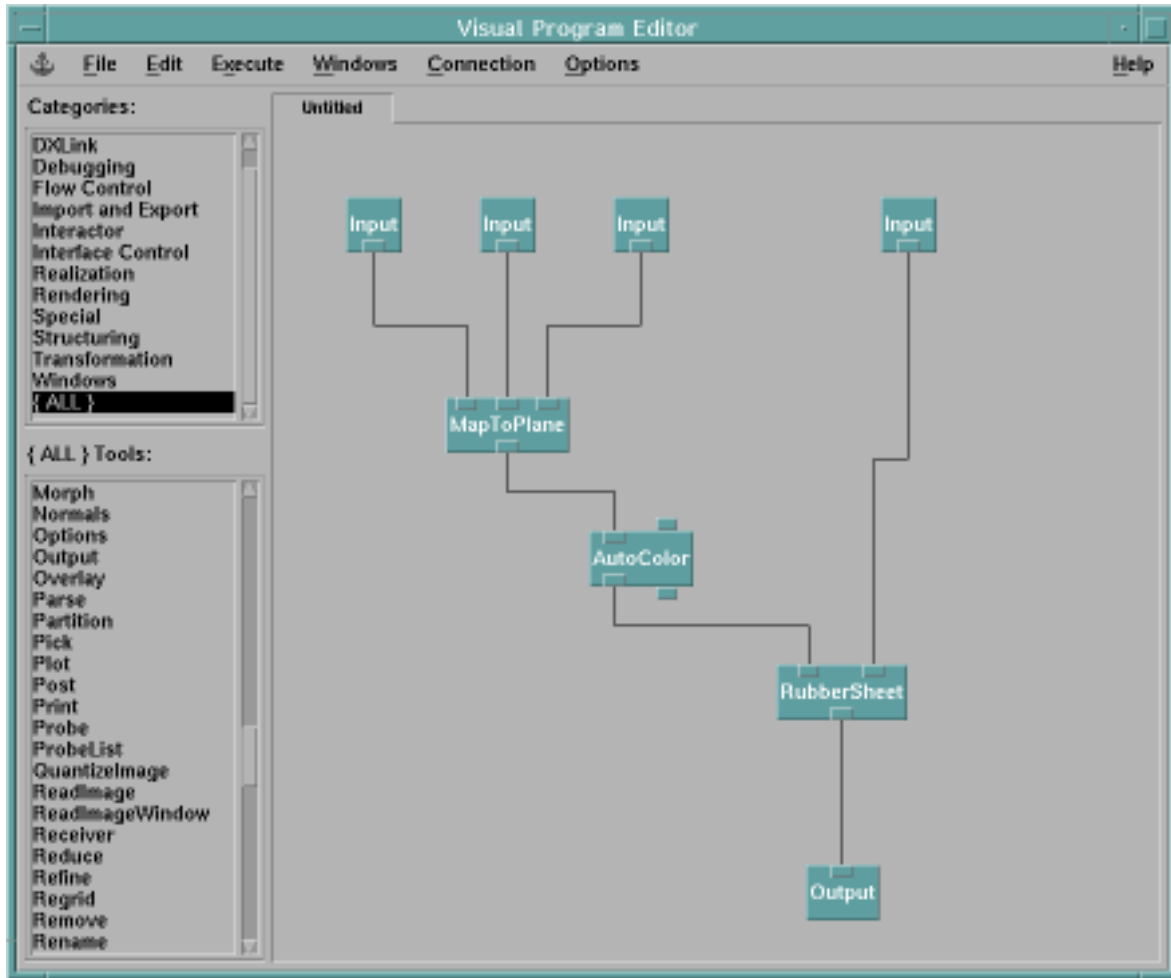 Visual Program Editor
File Edit Execute Windows Connection Options Help
Categories:
DXLink
Debugging
Flow Control
Import and Export
Interactor
Interface Control
Realization
Rendering
Special
Structuring
Transformation
Windows
{ ALL }
{ ALL } Tools:
Morph
Normals
Options
Output
Overlay
Parse
Partition
Pick
Plot
Post
Print
Probe
ProbeList
QuantizeImage
ReadImage
ReadImageWindow
Receiver
Reduce
Refine
Regrid
Remove
Rename
Untitled
Input Input Input Input
MapToPlane
AutoColor
RubberSheet
Output